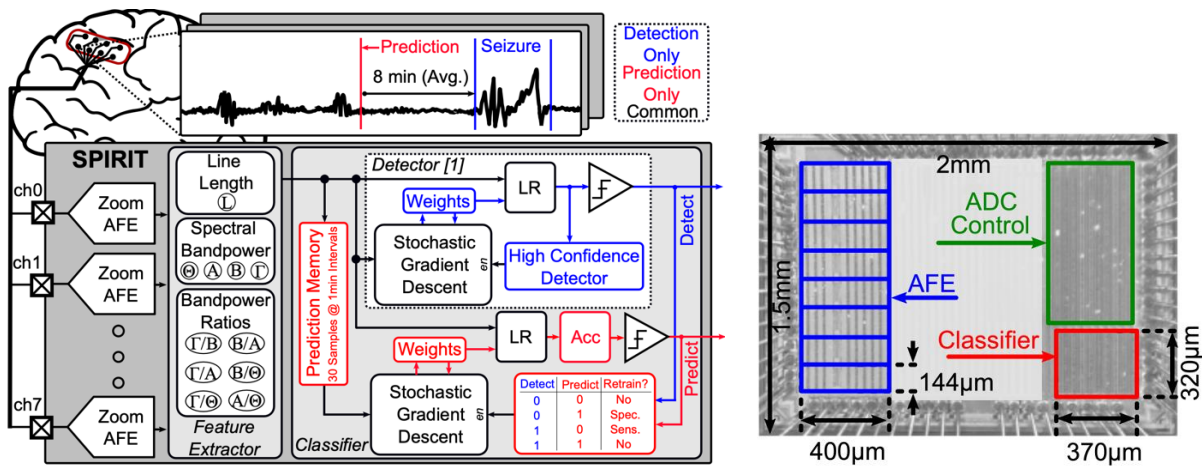 Prediction
Seizure
8 min (Avg.)
Detection
Only
Prediction
Only
Common
SPIRIT
ch0
Zoom
AFE
ch1
Zoom
AFE
ch7
Zoom
AFE
Line
Length
L
Spectral
Bandpower
Θ A B Γ
Bandpower
Ratios
Γ/B B/A
Γ/A B/Θ
Γ/Θ A/Θ
Feature
Extractor
Prediction Memory
30 Samples @ 1min Intervals
Classifier
Detector [1]
Weights
LR
Stochastic
Gradient
Descent
en
High Confidence
Detector
Detect
LR
Acc
Weights
Stochastic
Gradient
Descent
en
Detect Predict Retrain?
0 0 No
0 1 Spec.
1 0 Sens.
1 1 No
Predict
2mm
1.5mm
ADC
Control
AFE
Classifier
144µm
320µm
400µm
370µm